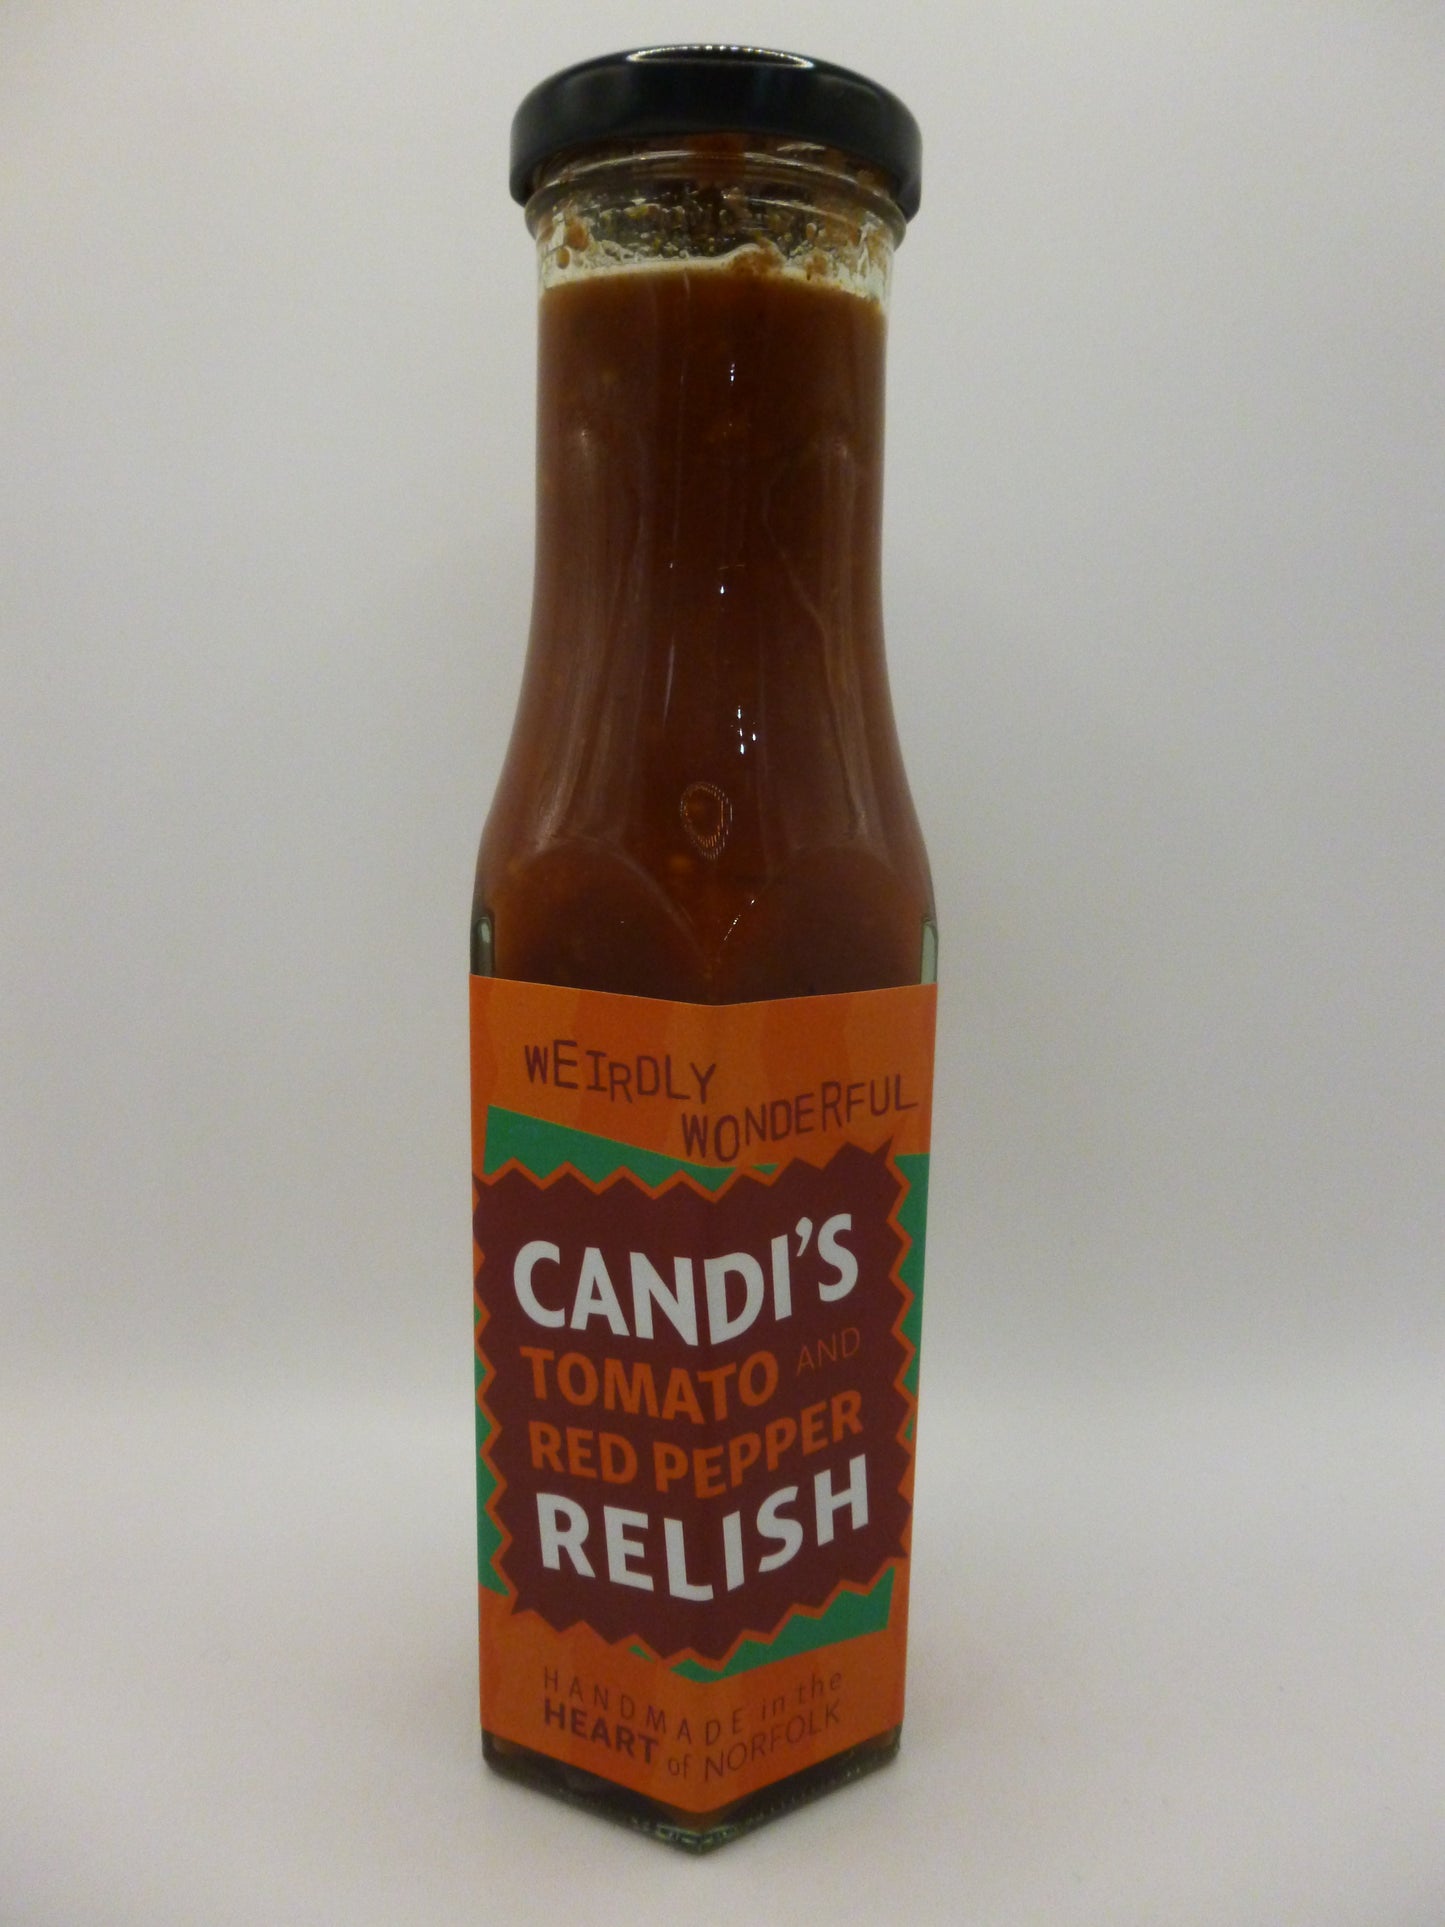 WEIRDLY
WONDERFUL
CANDI'S
TOMATO AND
RED PEPPER
RELISH
HANDMADE in the
HEART of NORFOLK